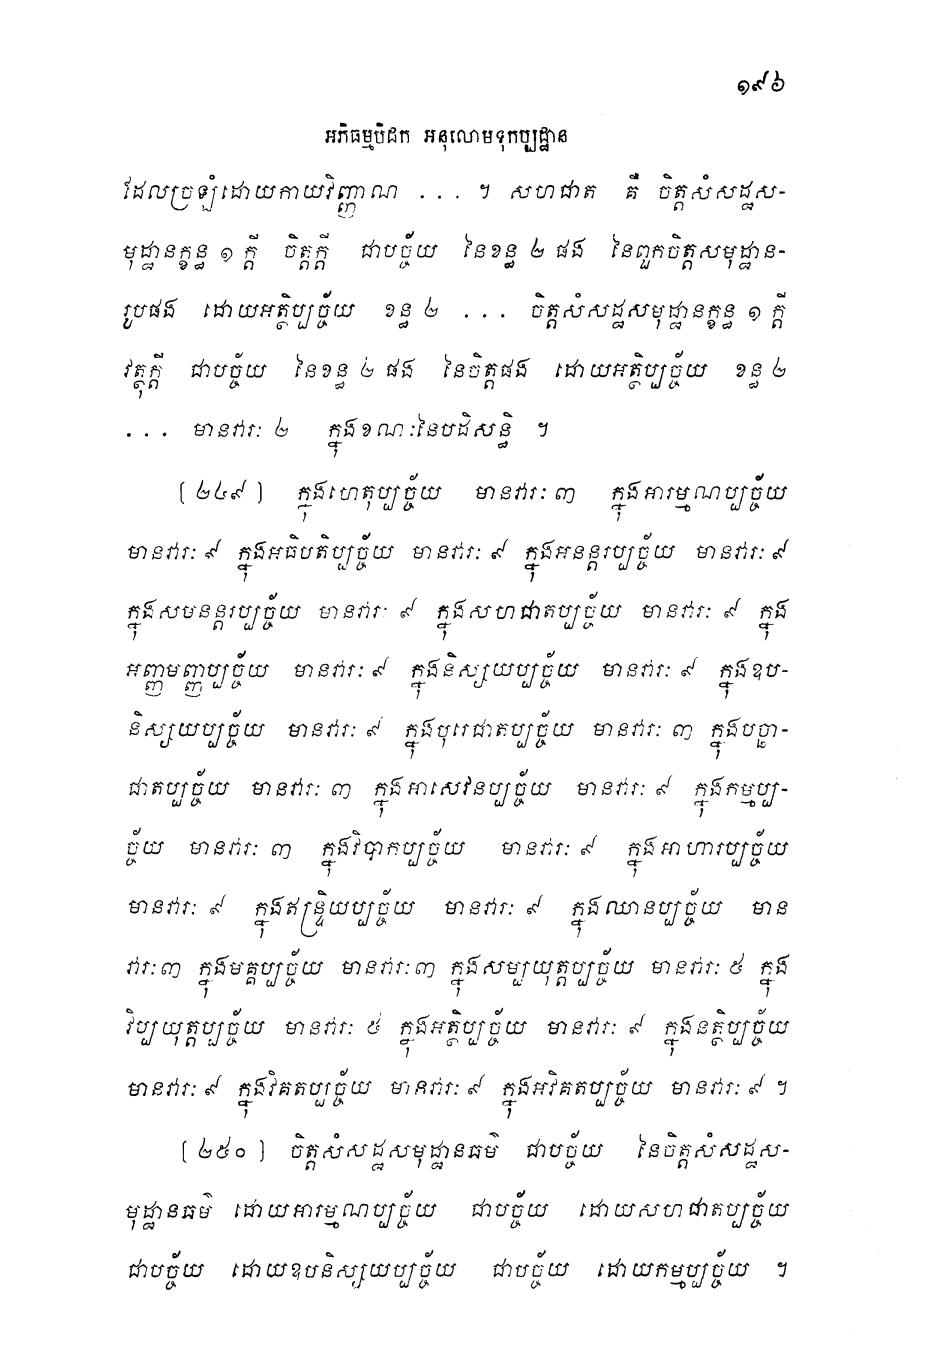 ១៩៦
អភិធម្មបិដក អនុលោមទុកប្បដ្ឋាន
ដែលច្រឡំដោយកាយវិញ្ញាណ ... ។ សហជាត គឺ ចិត្តសំសដ្ឋស-
មុដ្ឋានក្ខន្ធ ១ ក្តី ចិត្តក្តី ជាបច្ច័យ នៃខន្ធ ២ ផង នៃពួកចិត្តសមុដ្ឋាន-
រូបផង ដោយអត្ថិប្បច្ច័យ ខន្ធ ២ ... ចិត្តសំសដ្ឋសមុដ្ឋានក្ខន្ធ ១ ក្តី
វត្ថុក្តី ជាបច្ច័យ នៃខន្ធ ២ ផង នៃចិត្តផង ដោយអត្ថិប្បច្ច័យ ខន្ធ ២
... មានវារៈ ២ ក្នុងខណៈនៃបដិសន្ធិ ។
(២៤៩) ក្នុងហេតុប្បច្ច័យ មានវារៈ ៣ ក្នុងអារម្មណប្បច្ច័យ
មានវារៈ ៩ ក្នុងអធិបតិប្បច្ច័យ មានវារៈ ៩ ក្នុងអនន្តរប្បច្ច័យ មានវារៈ ៩
ក្នុងសមនន្តរប្បច្ច័យ មានវារៈ ៩ ក្នុងសហជាតប្បច្ច័យ មានវារៈ ៩ ក្នុង
អញ្ញមញ្ញប្បច្ច័យ មានវារៈ ៩ ក្នុងនិស្សយប្បច្ច័យ មានវារៈ ៩ ក្នុងឧប-
និស្សយប្បច្ច័យ មានវារៈ ៩ ក្នុងបុរេជាតប្បច្ច័យ មានវារៈ ៣ ក្នុងបច្ឆា-
ជាតប្បច្ច័យ មានវារៈ ៣ ក្នុងអាសេវនប្បច្ច័យ មានវារៈ ៩ ក្នុងកម្មប្ប-
ច្ច័យ មានវារៈ ៣ ក្នុងវិបាកប្បច្ច័យ មានវារៈ ៩ ក្នុងអាហារប្បច្ច័យ
មានវារៈ ៩ ក្នុងឥន្ទ្រិយប្បច្ច័យ មានវារៈ ៩ ក្នុងឈានប្បច្ច័យ មាន
វារៈ ៣ ក្នុងមគ្គប្បច្ច័យ មានវារៈ ៣ ក្នុងសម្បយុត្តប្បច្ច័យ មានវារៈ ៥ ក្នុង
វិប្បយុត្តប្បច្ច័យ មានវារៈ ៥ ក្នុងអត្ថិប្បច្ច័យ មានវារៈ ៩ ក្នុងនត្ថិប្បច្ច័យ
មានវារៈ ៩ ក្នុងវិគតប្បច្ច័យ មានវារៈ ៩ ក្នុងអវិគតប្បច្ច័យ មានវារៈ ៩ ។
(២៥០) ចិត្តសំសដ្ឋសមុដ្ឋានធម៌ ជាបច្ច័យ នៃចិត្តសំសដ្ឋស-
មុដ្ឋានធម៌ ដោយអារម្មណប្បច្ច័យ ជាបច្ច័យ ដោយសហជាតប្បច្ច័យ
ជាបច្ច័យ ដោយឧបនិស្សយប្បច្ច័យ ជាបច្ច័យ ដោយកម្មប្បច្ច័យ ។